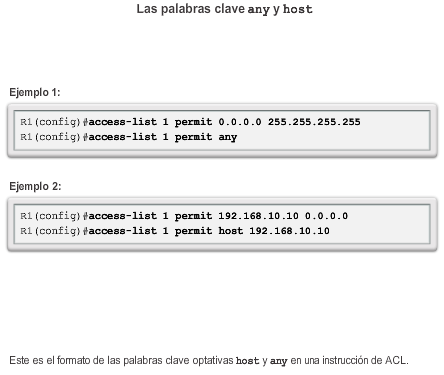 Las palabras clave any y host
Ejemplo 1:
R1(config)#access-list 1 permit 0.0.0.0 255.255.255.255
R1(config)#access-list 1 permit any
Ejemplo 2:
R1(config)#access-list 1 permit 192.168.10.10 0.0.0.0
R1(config)#access-list 1 permit host 192.168.10.10
Este es el formato de las palabras clave optativas host y any en una instrucción de ACL.